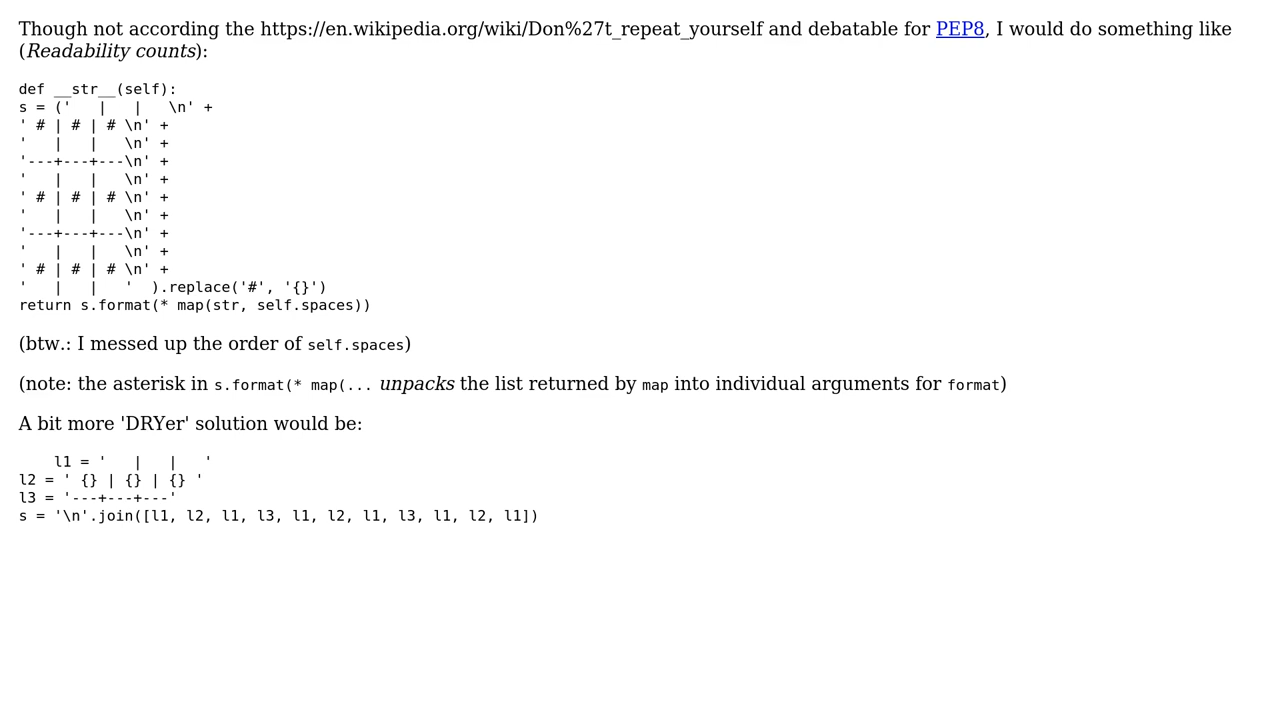 Though not according the https://en.wikipedia.org/wiki/Don%27t_repeat_yourself and debatable for PEP8, I would do something like
(Readability counts):
def __str__(self):
s = ('   |   |   \n' +
' # | # | # \n' +
'   |   |   \n' +
'---+---+---\n' +
'   |   |   \n' +
' # | # | # \n' +
'   |   |   \n' +
'---+---+---\n' +
'   |   |   \n' +
' # | # | # \n' +
'   |   |   '  ).replace('#', '{}')
return s.format(* map(str, self.spaces))
(btw.: I messed up the order of self.spaces)
(note: the asterisk in s.format(* map(... unpacks the list returned by map into individual arguments for format)
A bit more 'DRYer' solution would be:
    l1 = '   |   |   '
l2 = ' {} | {} | {} '
l3 = '---+---+---'
s = '\n'.join([l1, l2, l1, l3, l1, l2, l1, l3, l1, l2, l1])